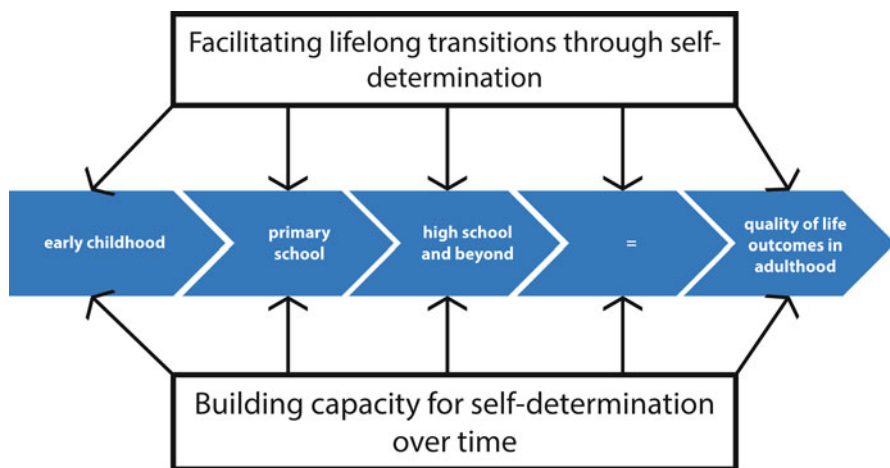 Facilitating lifelong transitions through self-
determination
early childhood
primary
school
high school
and beyond
=
quality of life
outcomes in
adulthood
Building capacity for self-determination
over time